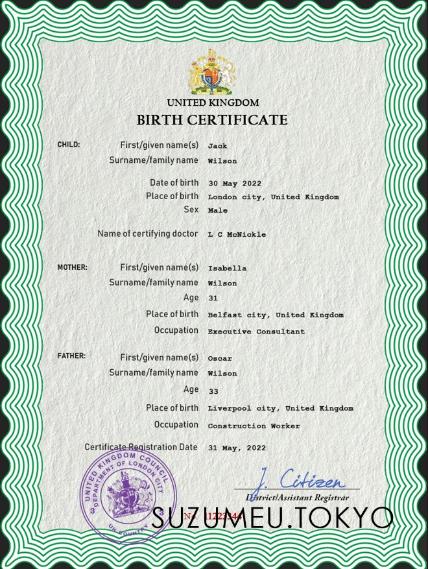 UNITED KINGDOM
BIRTH CERTIFICATE
CHILD: First/given name(s) Jack
Surname/family name Wilson
Date of birth 30 May 2022
Place of birth London city, United Kingdom
Sex Male
Name of certifying doctor L C McNickle
MOTHER: First/given name(s) Isabella
Surname/family name Wilson
Age 31
Place of birth Belfast city, United Kingdom
Occupation Executive Consultant
FATHER: First/given name(s) Oscar
Surname/family name Wilson
Age 33
Place of birth Liverpool city, United Kingdom
Occupation Construction Worker
Certificate Registration Date 31 May, 2022
UNITED KINGDOM COUNCIL
DEPARTMENT OF LONDON CITY
J. Citizen
District/Assistant Registrar
SUZUMEU.TOKYO